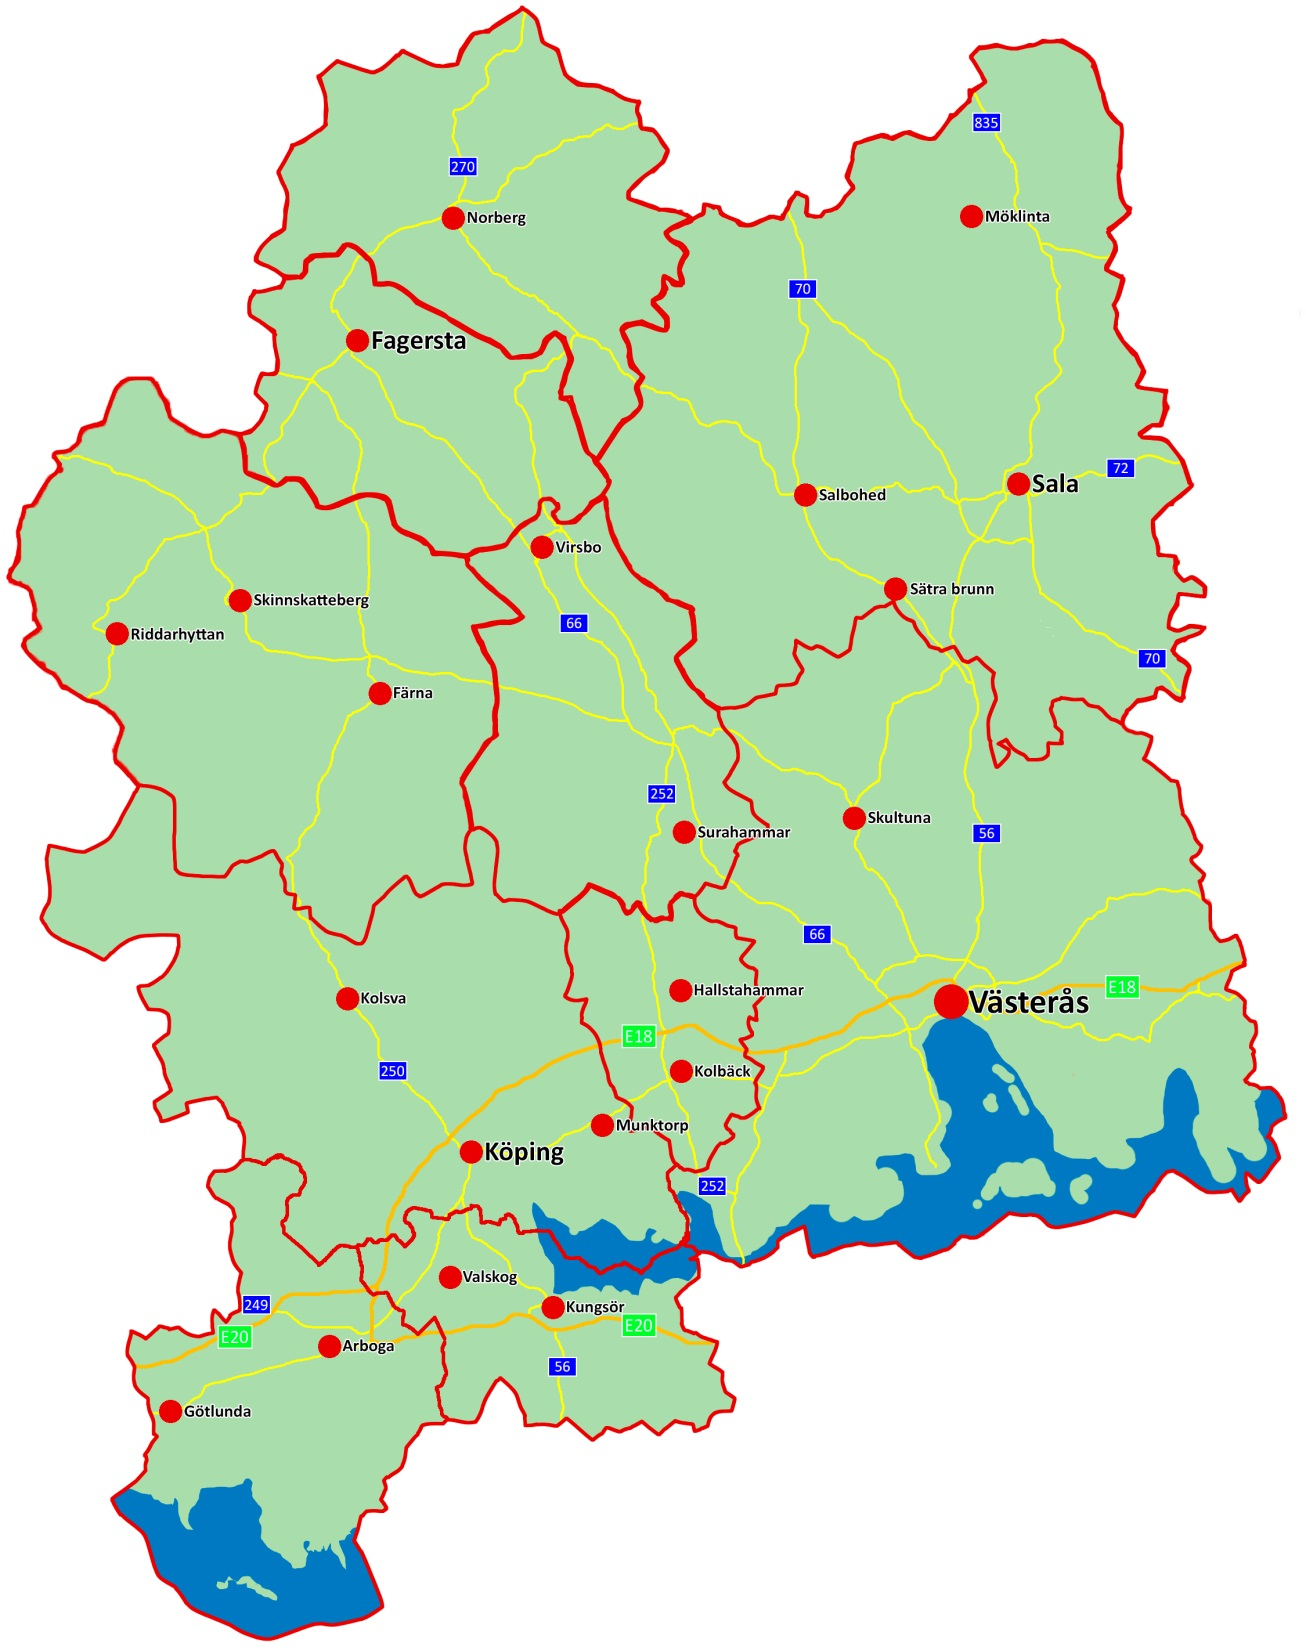 835
270
Möklinta
Norberg
70
Fagersta
72
Sala
Salbohed
Virsbo
Sätra brunn
Skinnskatteberg
66
Riddarhyttan
70
Färna
252
Skultuna
Surahammar
56
66
E18
Hallstahammar
Kolsva
Västerås
E18
250
Kolbäck
Munktorp
Köping
252
Valskog
249
Kungsör
E20
E20
Arboga
56
Götlunda